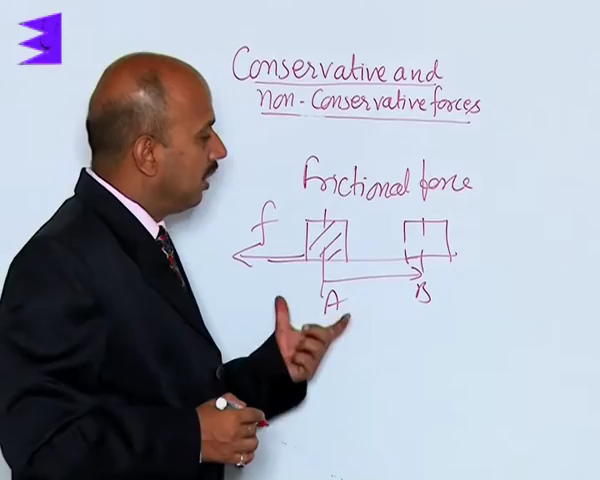 Conservative and
non-Conservative forces
Frictional force
f
A
B